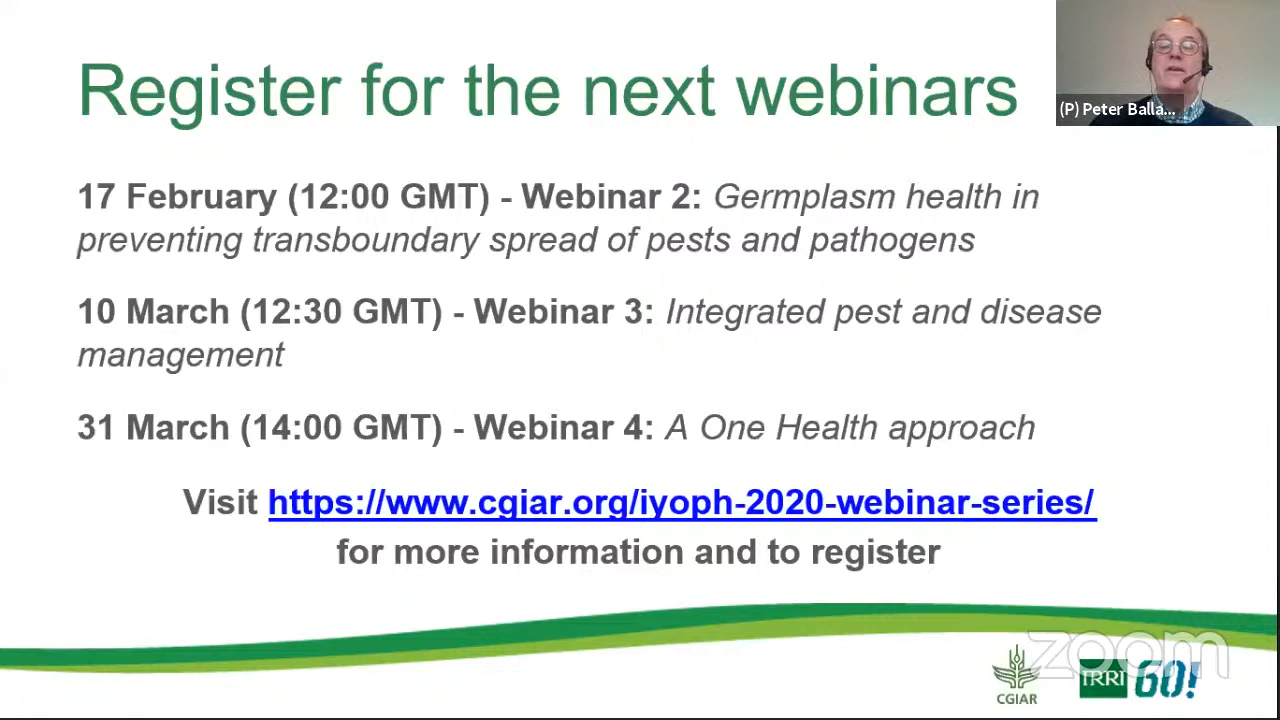 Register for the next webinars
(P) Peter Balla...
17 February (12:00 GMT) - Webinar 2: Germplasm health in
preventing transboundary spread of pests and pathogens
10 March (12:30 GMT) - Webinar 3: Integrated pest and disease
management
31 March (14:00 GMT) - Webinar 4: A One Health approach
Visit https://www.cgiar.org/iyoph-2020-webinar-series/
for more information and to register
zoom
CGIAR
IRRI 60!